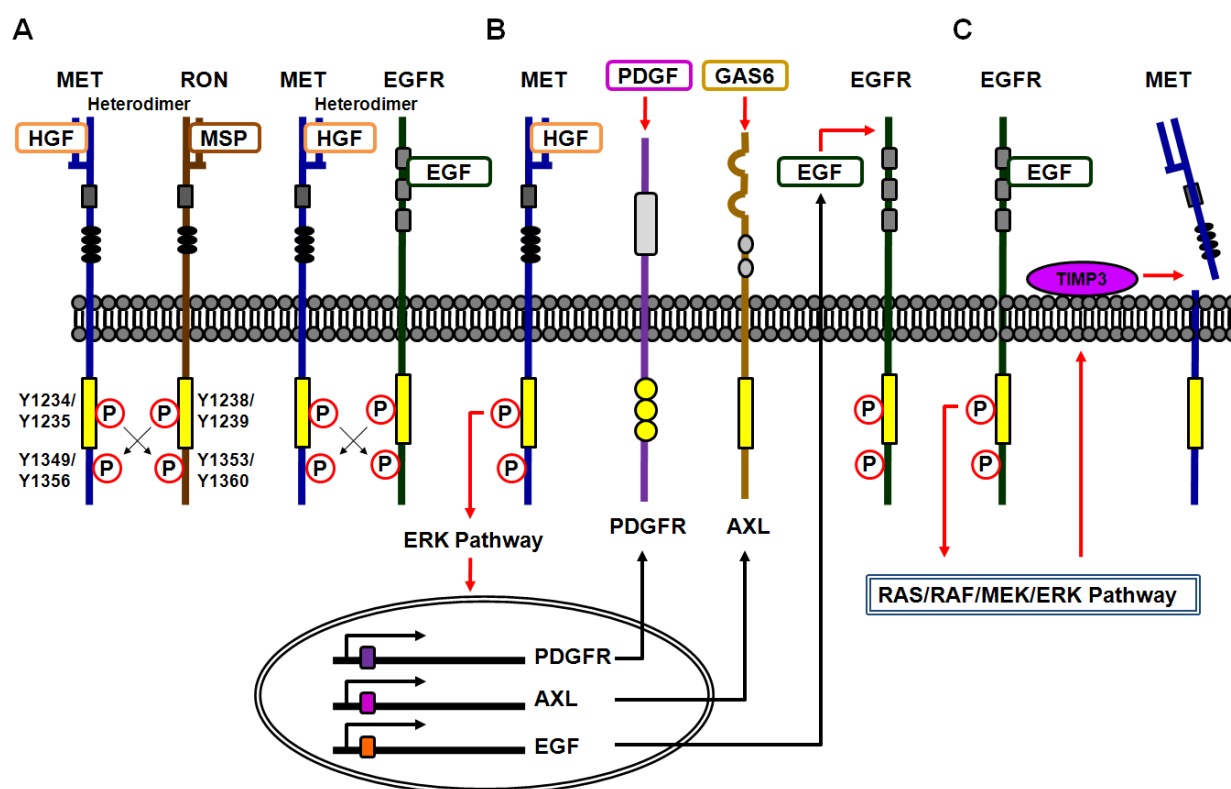 A
B
C
MET
RON
MET
EGFR
MET
PDGF
GAS6
EGFR
EGFR
MET
Heterodimer
Heterodimer
HGF
MSP
HGF
EGF
HGF
EGF
EGF
TIMP3
Y1234/
Y1235
P
P
Y1238/
Y1239
P
P
P
P
P
Y1349/
Y1356
P
P
Y1353/
Y1360
P
P
P
P
P
ERK Pathway
PDGFR
AXL
RAS/RAF/MEK/ERK Pathway
PDGFR
AXL
EGF